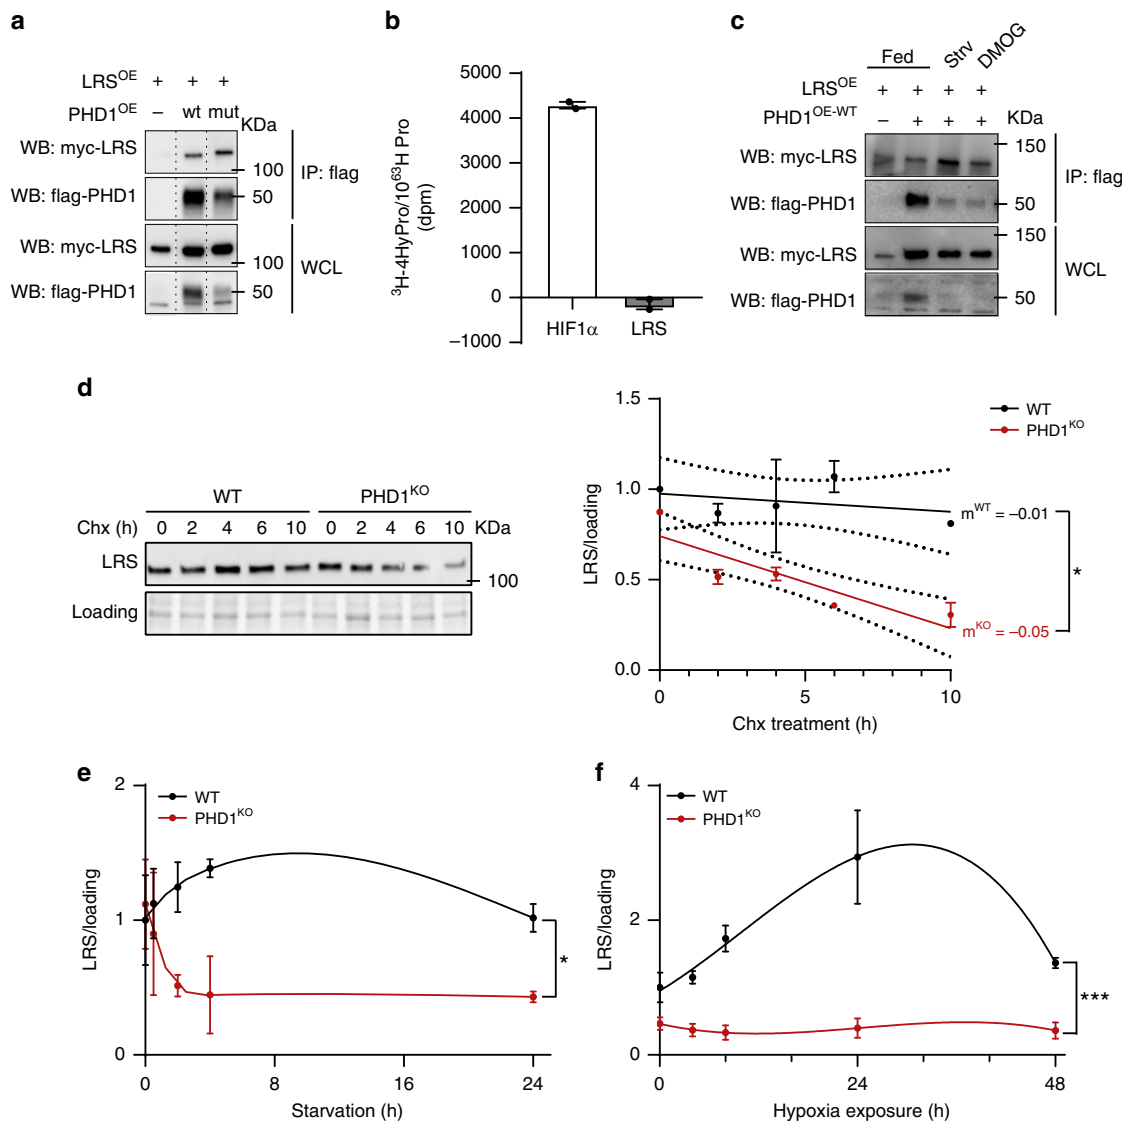 a
LRS^OE + + +
PHD1^OE – wt mut
KDa
WB: myc-LRS
100
WB: flag-PHD1
50
IP: flag
WB: myc-LRS
100
WB: flag-PHD1
50
WCL
b
³H-4HyPro/10⁶³H Pro
(dpm)
5000
4000
3000
2000
1000
0
–1000
HIF1α LRS
c
Fed Strv DMOG
LRS^OE + + + +
PHD1^OE-WT – + + +
KDa
WB: myc-LRS
150
WB: flag-PHD1
50
IP: flag
WB: myc-LRS
150
WB: flag-PHD1
50
WCL
d
WT PHD1^KO
Chx (h) 0 2 4 6 10 0 2 4 6 10 KDa
LRS
100
Loading
LRS/loading
1.5
1.0
0.5
0.0
0 5 10
Chx treatment (h)
WT
PHD1^KO
m^WT = –0.01
*
m^KO = –0.05
e
LRS/loading
2
1
0
WT
PHD1^KO
*
0 8 16 24
Starvation (h)
f
LRS/loading
4
2
0
WT
PHD1^KO
***
0 24 48
Hypoxia exposure (h)